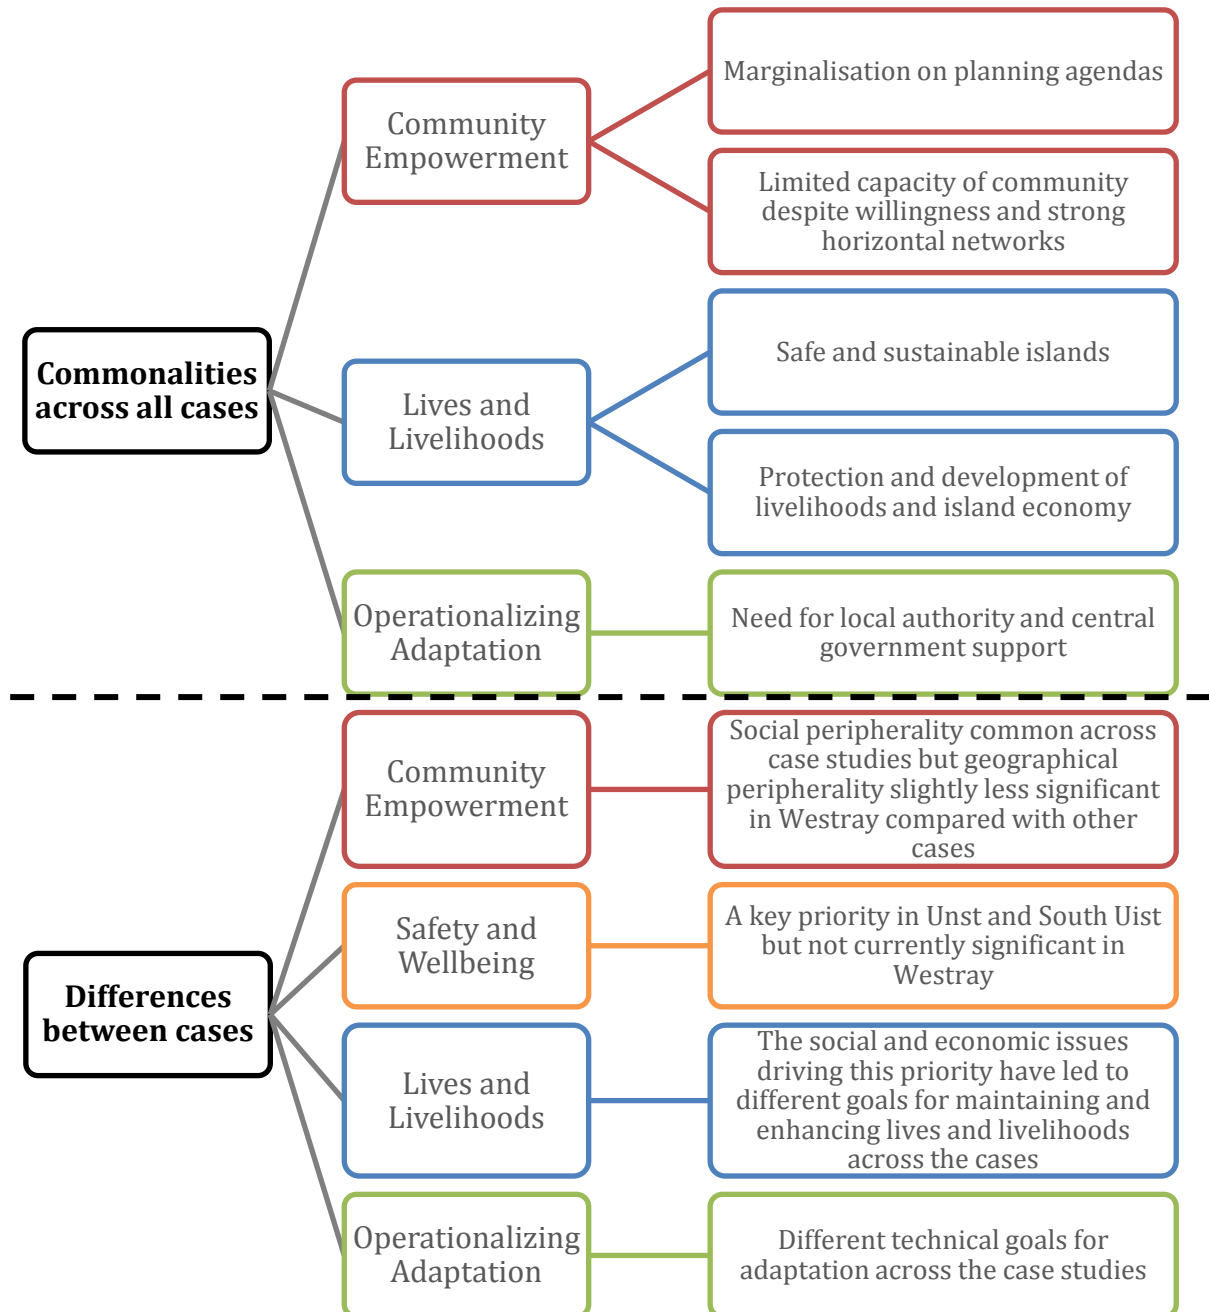 Commonalities
across all cases
Community
Empowerment
Marginalisation on planning agendas
Limited capacity of community
despite willingness and strong
horizontal networks
Lives and
Livelihoods
Safe and sustainable islands
Protection and development of
livelihoods and island economy
Operationalizing
Adaptation
Need for local authority and central
government support
Differences
between cases
Community
Empowerment
Social peripherality common across
case studies but geographical
peripherality slightly less significant
in Westray compared with other
cases
Safety and
Wellbeing
A key priority in Unst and South Uist
but not currently significant in
Westray
Lives and
Livelihoods
The social and economic issues
driving this priority have led to
different goals for maintaining and
enhancing lives and livelihoods
across the cases
Operationalizing
Adaptation
Different technical goals for
adaptation across the case studies